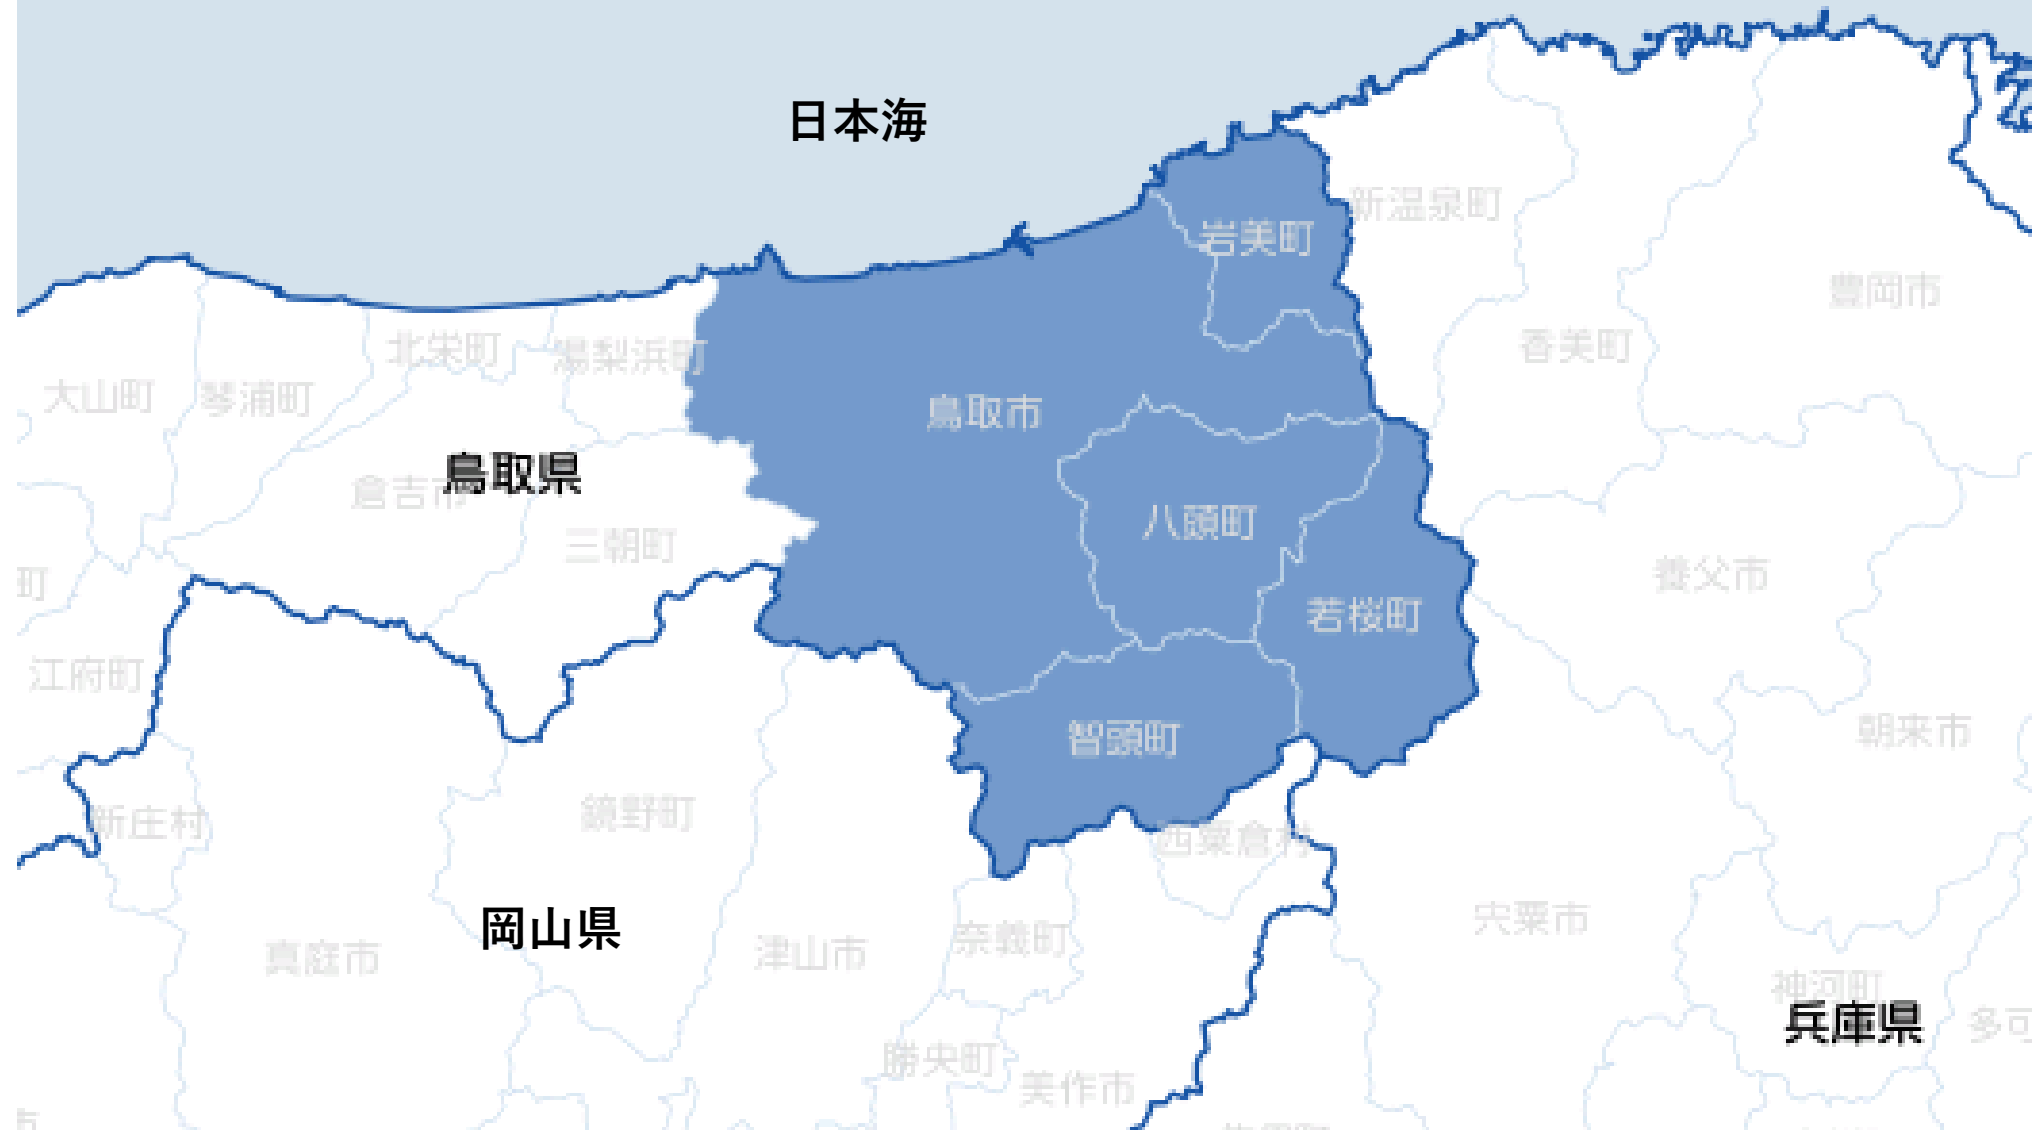 日本海
新温泉町
岩美町
豊岡市
北栄町
湯梨浜町
香美町
大山町
琴浦町
鳥取市
鳥取県
倉吉市
八頭町
三朝町
養父市
町
若桜町
江府町
智頭町
朝来市
新庄村
鏡野町
西粟倉村
岡山県
宍粟市
真庭市
津山市
奈義町
神河町
兵庫県
多可
勝央町
美作市